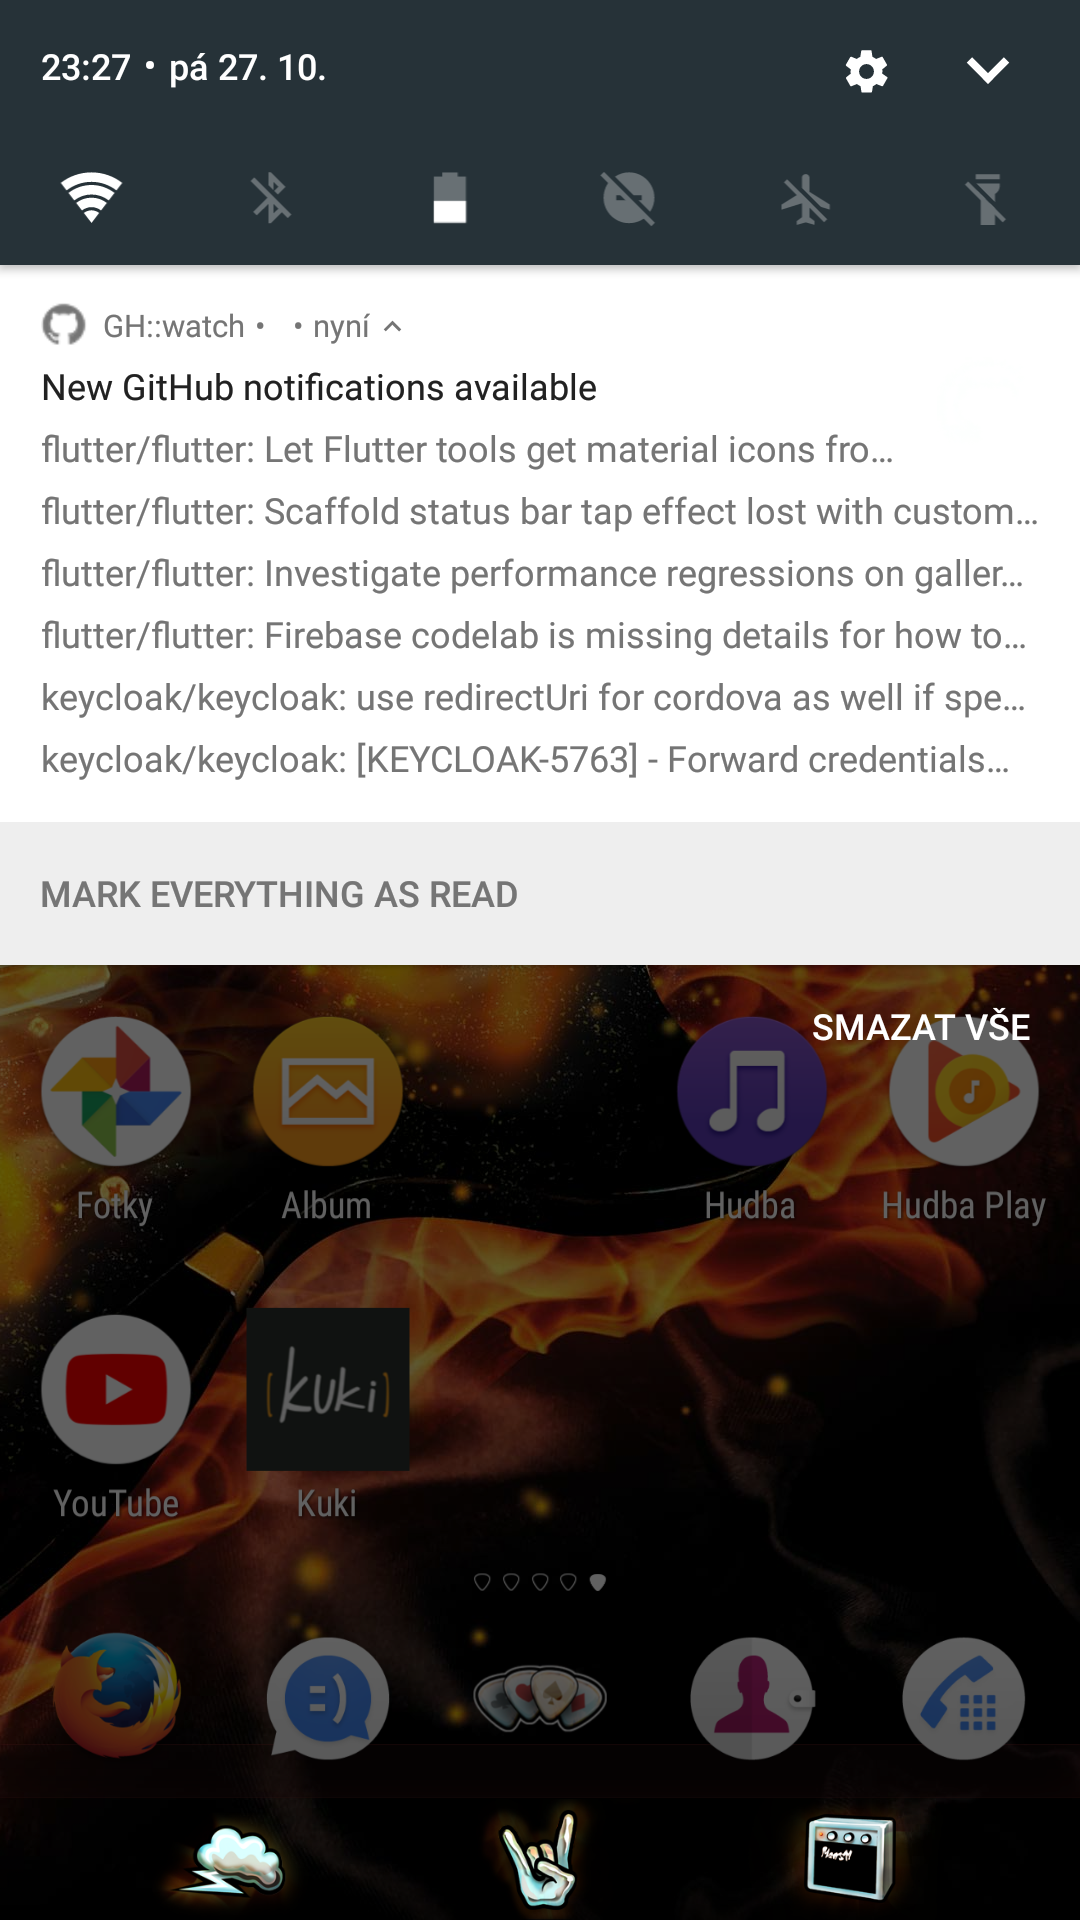 23:27 • pá 27. 10.
GH::watch • • nyní
New GitHub notifications available
flutter/flutter: Let Flutter tools get material icons fro…
flutter/flutter: Scaffold status bar tap effect lost with custom…
flutter/flutter: Investigate performance regressions on galler…
flutter/flutter: Firebase codelab is missing details for how to…
keycloak/keycloak: use redirectUri for cordova as well if spe…
keycloak/keycloak: [KEYCLOAK-5763] - Forward credentials…
MARK EVERYTHING AS READ
SMAZAT VŠE
Fotky
Album
Hudba
Hudba Play
(kuki)
YouTube
Kuki